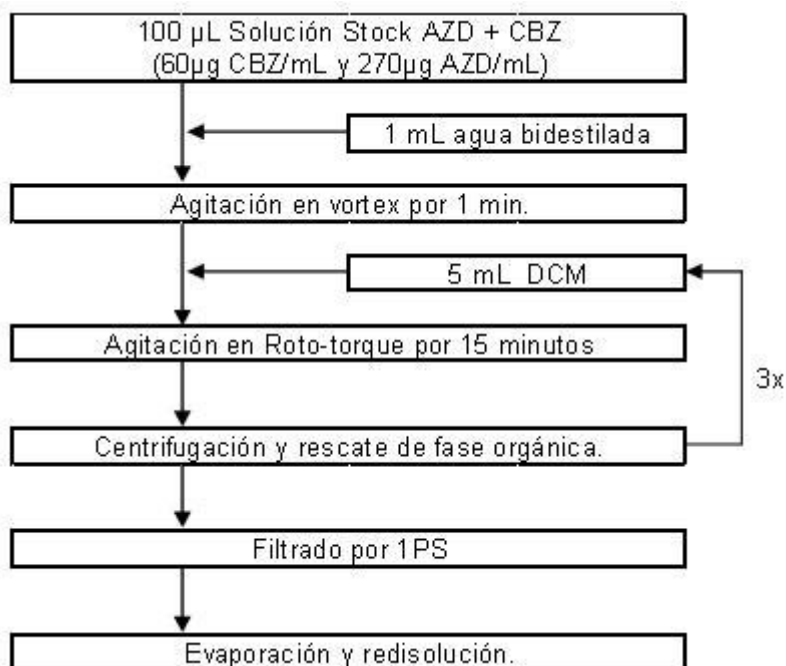 100 µL Solución Stock AZD + CBZ
(60µg CBZ/mL y 270µg AZD/mL)
1 mL agua bidestilada
Agitación en vortex por 1 min.
5 mL DCM
Agitación en Roto-torque por 15 minutos
3x
Centrifugación y rescate de fase orgánica.
Filtrado por 1PS
Evaporación y redisolución.